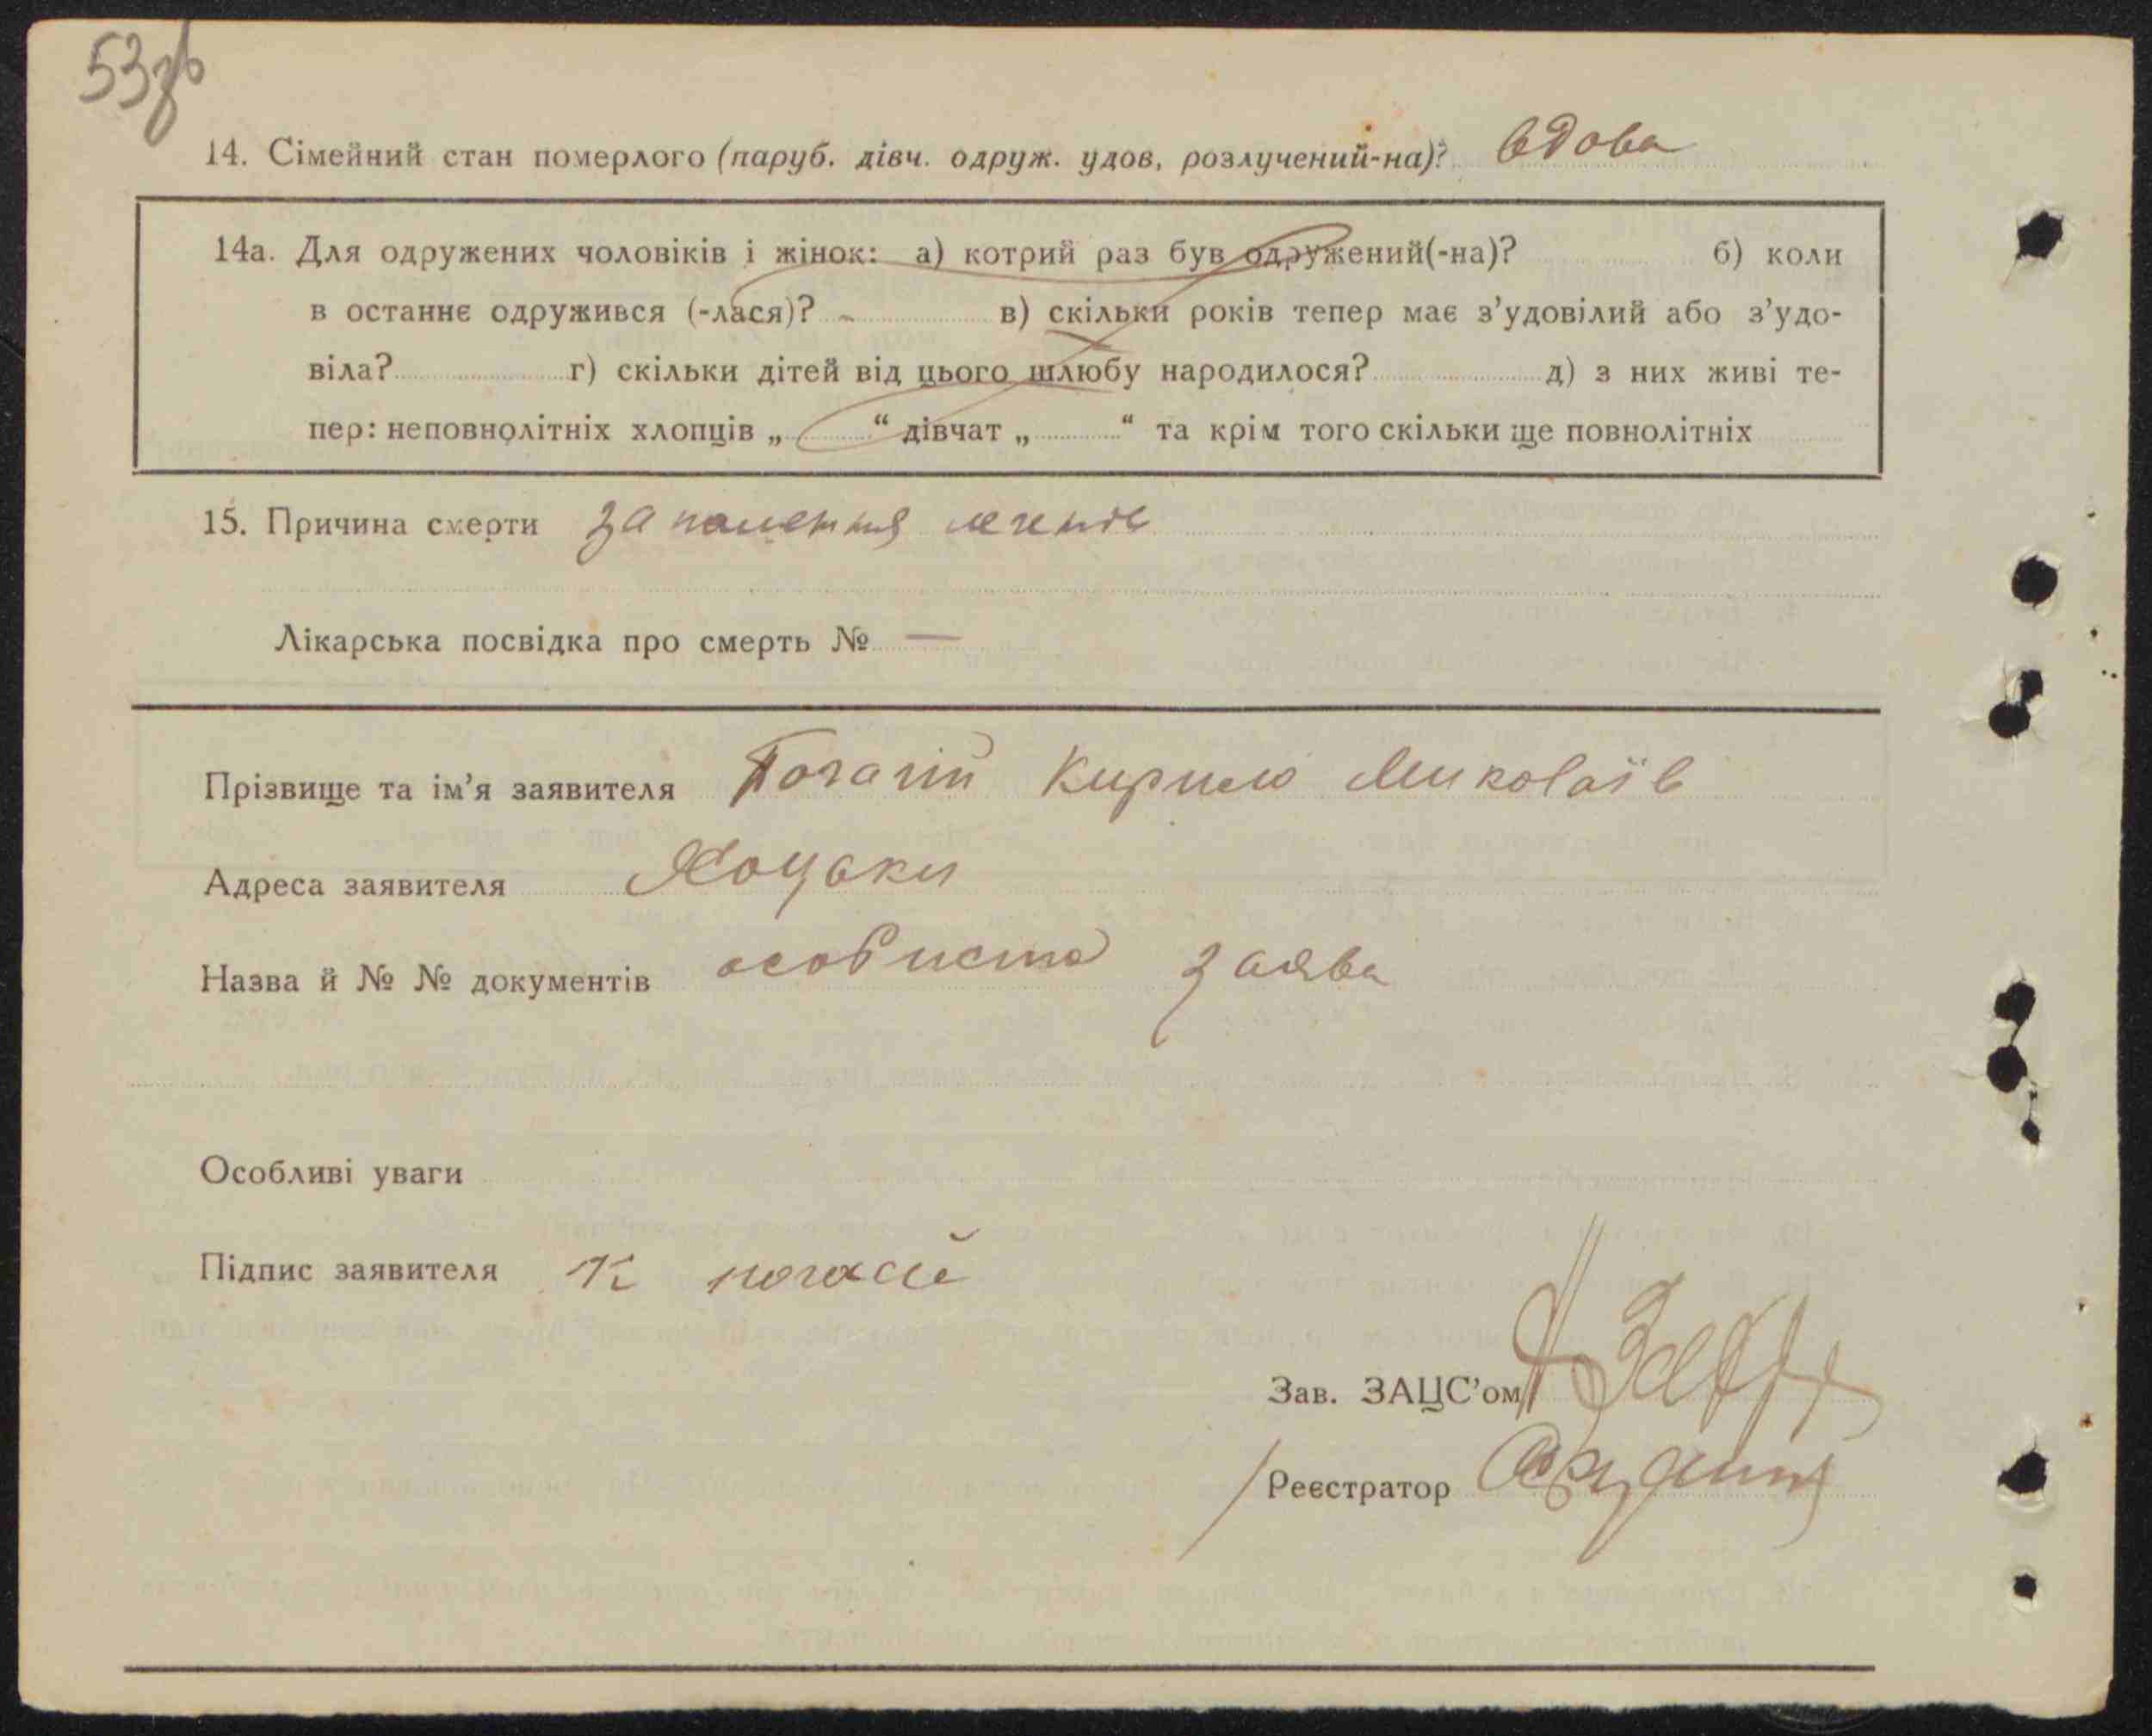 53зв
14. Сімейний стан померлого (паруб. дівч. одруж. удов, розлучений-на)? вдова
14а. Для одружених чоловіків і жінок: а) котрий раз був одружений(-на)? б) коли
в останнє одружився (-лася)? в) скільки років тепер має з’удовілий або з’удо-
віла? г) скільки дітей від цього шлюбу народилося? д) з них живі те-
пер: неповнолітніх хлопців „ “ дівчат „ “ та крім того скільки ще повнолітніх
15. Причина смерти запалення легенів
Лікарська посвідка про смерть № —
Прізвище та ім’я заявителя Кирило Миколаїв
Адреса заявителя Хоцаки
Назва й № № документів особиста заява
Особливі уваги
Підпис заявителя К
Зав. ЗАЦС’ом
Реєстратор